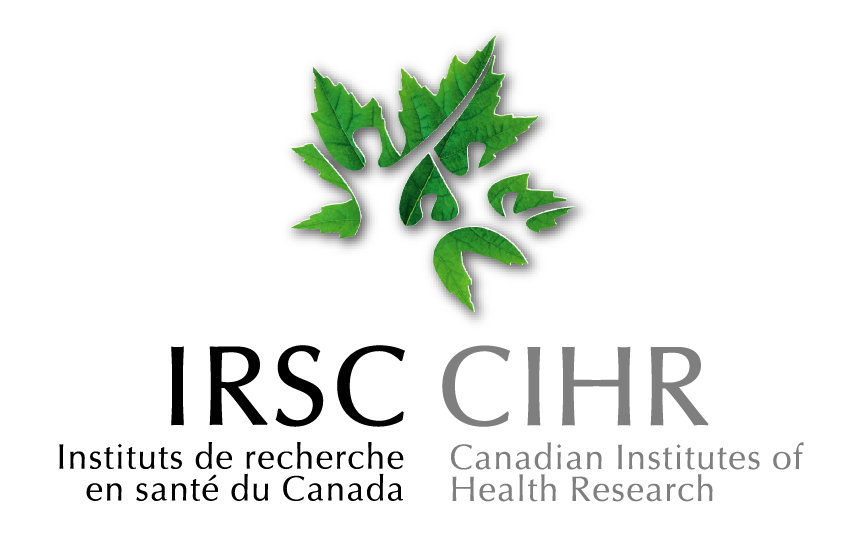 IRSC CIHR
Instituts de recherche
en santé du Canada
Canadian Institutes of
Health Research